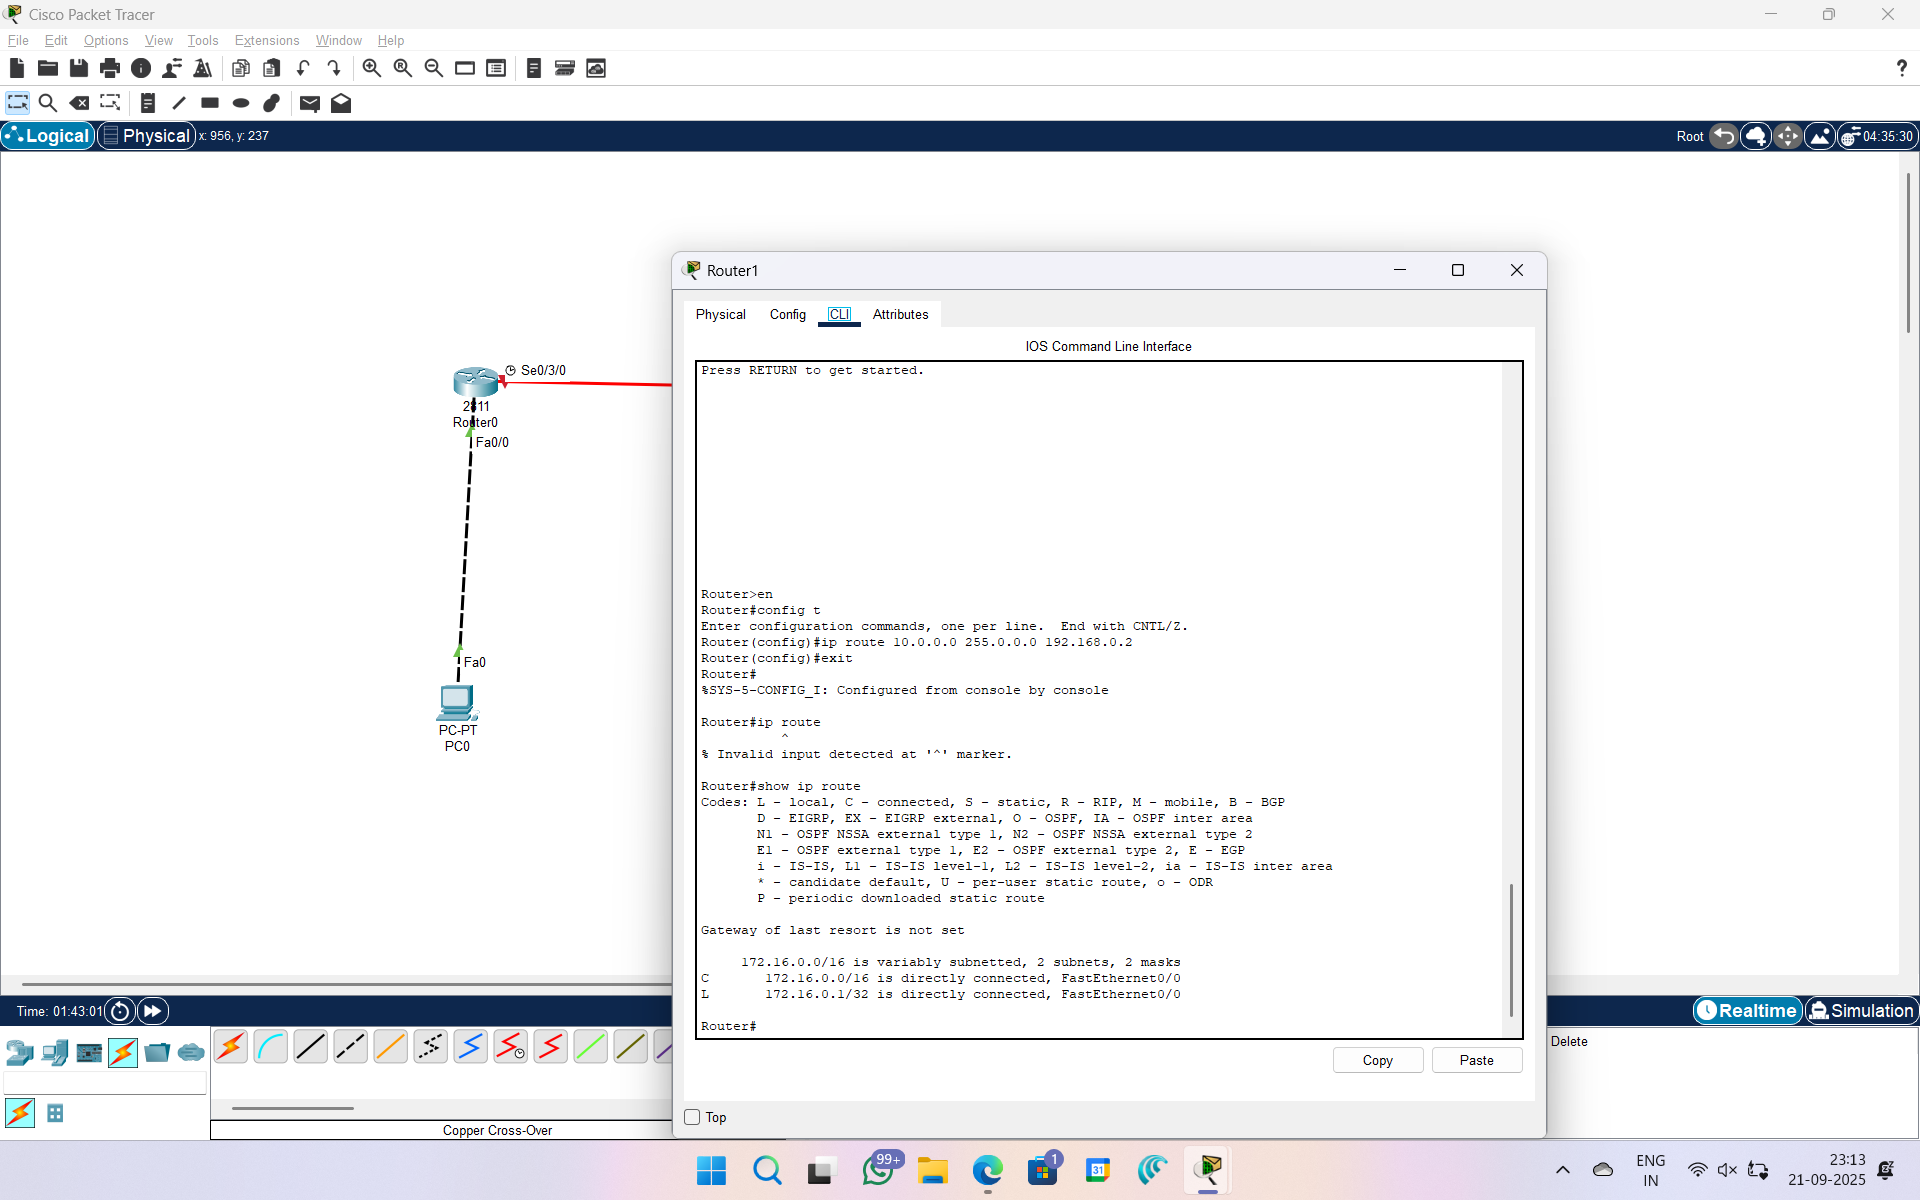 Cisco Packet Tracer
File Edit Options View Tools Extensions Window Help
?
Logical Physical x: 956, y: 237 Root 04:35:30
Router1
Physical Config CLI Attributes
IOS Command Line Interface
Press RETURN to get started.
Router>en
Router#config t
Enter configuration commands, one per line.  End with CNTL/Z.
Router(config)#ip route 10.0.0.0 255.0.0.0 192.168.0.2
Router(config)#exit
Router#
%SYS-5-CONFIG_I: Configured from console by console
Router#ip route
^
% Invalid input detected at '^' marker.
Router#show ip route
Codes: L - local, C - connected, S - static, R - RIP, M - mobile, B - BGP
D - EIGRP, EX - EIGRP external, O - OSPF, IA - OSPF inter area
N1 - OSPF NSSA external type 1, N2 - OSPF NSSA external type 2
E1 - OSPF external type 1, E2 - OSPF external type 2, E - EGP
i - IS-IS, L1 - IS-IS level-1, L2 - IS-IS level-2, ia - IS-IS inter area
* - candidate default, U - per-user static route, o - ODR
P - periodic downloaded static route
Gateway of last resort is not set
172.16.0.0/16 is variably subnetted, 2 subnets, 2 masks
C 172.16.0.0/16 is directly connected, FastEthernet0/0
L 172.16.0.1/32 is directly connected, FastEthernet0/0
Router#
Copy Paste
Top
Se0/3/0
2811
Router0
Fa0/0
Fa0
PC-PT
PC0
Time: 01:43:01 Realtime Simulation
Delete
Copper Cross-Over
99+
1
31
ENG
IN
23:13
21-09-2025